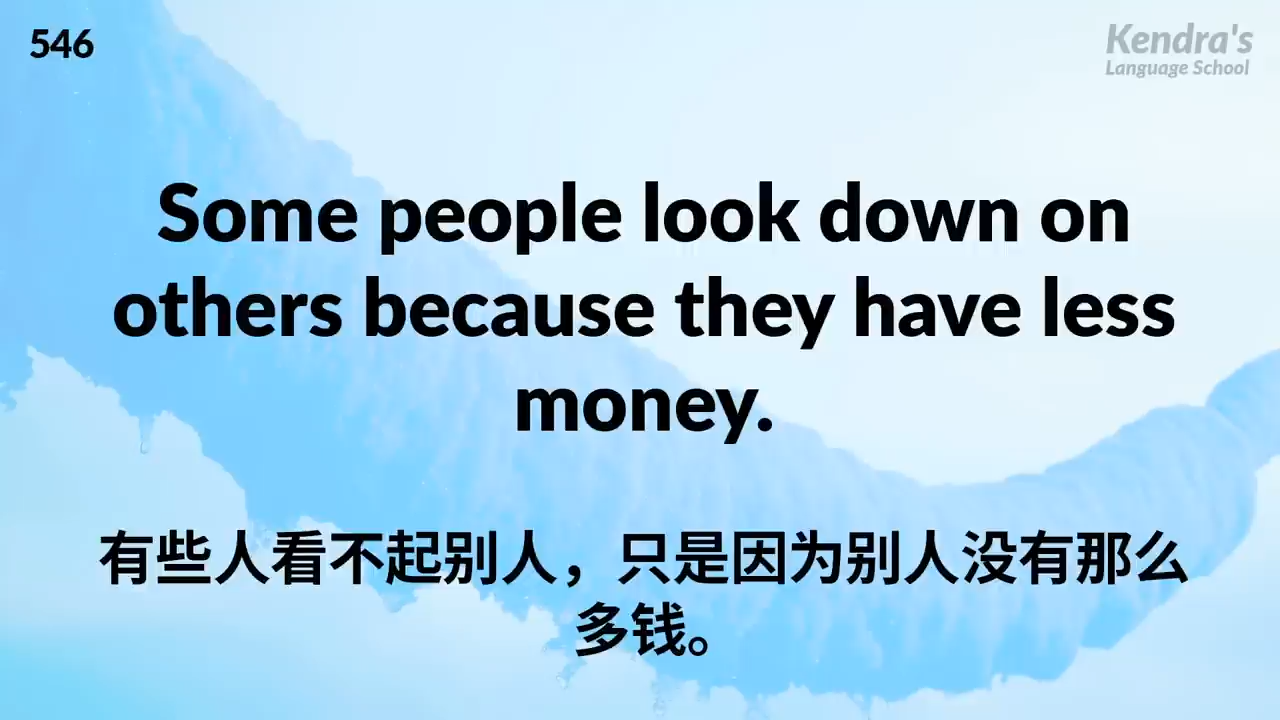 546
Kendra's
Language School
Some people look down on
others because they have less
money.
有些人看不起别人，只是因为别人没有那么
多钱。